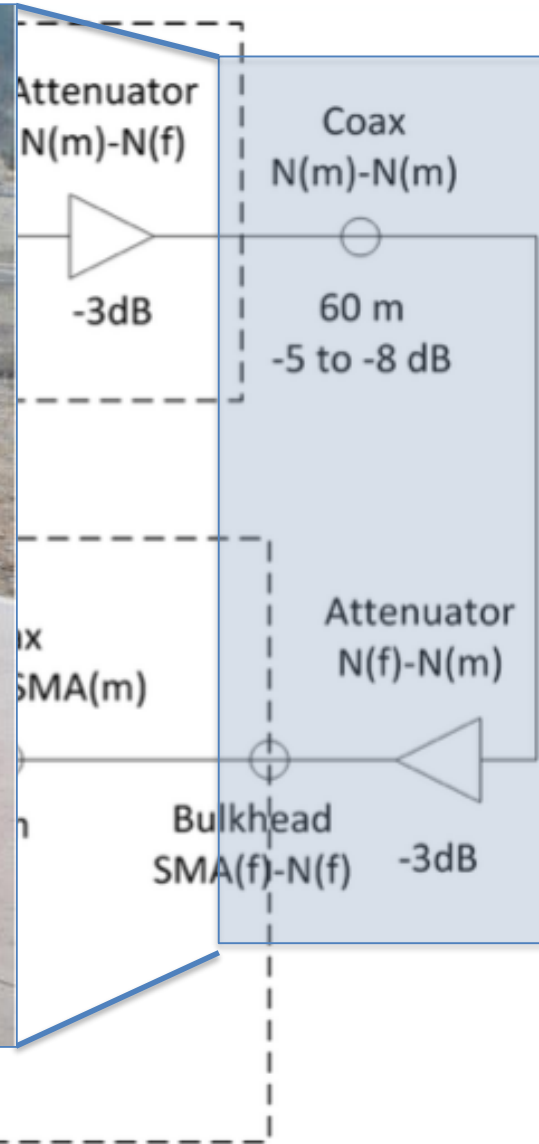 Attenuator
N(m)-N(f)
-3dB
Coax
N(m)-N(m)
60 m
-5 to -8 dB
Attenuator
N(f)-N(m)
-3dB
SMA(m)
Bulkhead
SMA(f)-N(f)